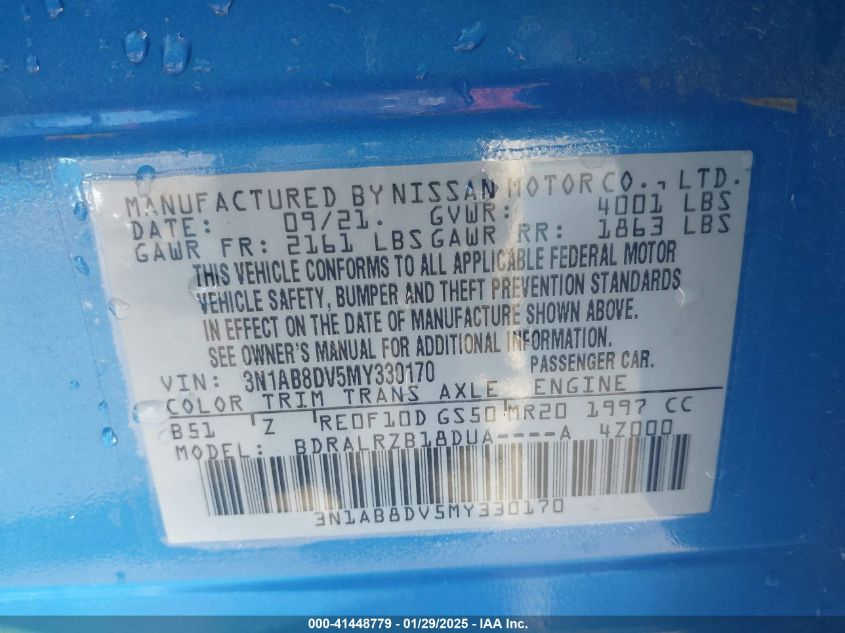 MANUFACTURED BY NISSAN MOTOR CO., LTD.
DATE: 09/21. GVWR: 4001 LBS
GAWR FR: 2161 LBS GAWR RR: 1863 LBS
THIS VEHICLE CONFORMS TO ALL APPLICABLE FEDERAL MOTOR
VEHICLE SAFETY, BUMPER AND THEFT PREVENTION STANDARDS
IN EFFECT ON THE DATE OF MANUFACTURE SHOWN ABOVE.
SEE OWNER'S MANUAL FOR ADDITIONAL INFORMATION.
VIN: 3N1AB8DV5MY330170 PASSENGER CAR.
COLOR TRIM TRANS AXLE ENGINE
B51 Z RE0F10D GS50 MR20 1997 CC
MODEL: BDRALRZB18DUA----A 4Z000
3N1AB8DV5MY330170
000-41448779 - 01/29/2025 - IAA Inc.